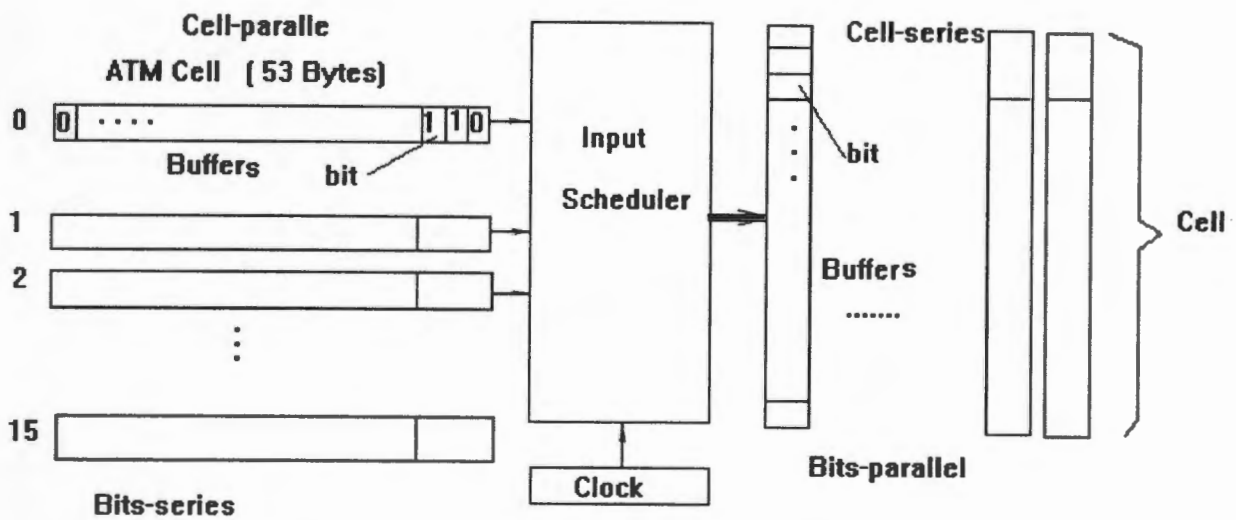 Cell-paralle
ATM Cell ( 53 Bytes)
0
0 ···· 1 1 0
Buffers
bit
1
2
15
Bits-series
Input
Scheduler
Clock
Cell-series
bit
Buffers
.......
Bits-parallel
Cell